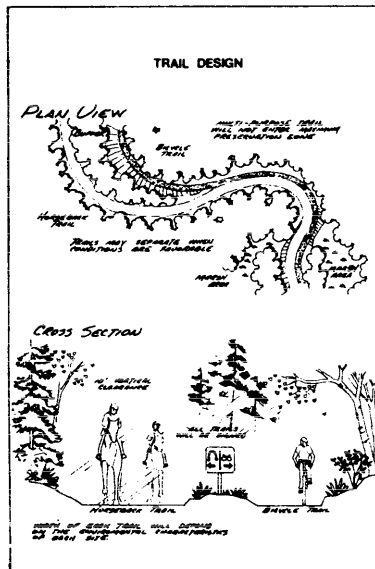 TRAIL DESIGN
PLAN VIEW
MULTI-PURPOSE TRAIL
WILL NOT ENTER MAXIMUM
PRESERVATION ZONE
BICYCLE
TRAIL
HORSEBACK
TRAIL
TRAILS MAY SEPARATE WHEN
CONDITIONS ARE FAVORABLE
MARSH
AREA
MARSH
AREA
CROSS SECTION
10' VERTICAL
CLEARANCE
ALL TRAILS
WILL BE SIGNED
HORSEBACK TRAIL
BICYCLE TRAIL
WIDTH OF EACH TRAIL WILL DEPEND
ON THE ENVIRONMENTAL CHARACTERISTICS
OF EACH SITE.